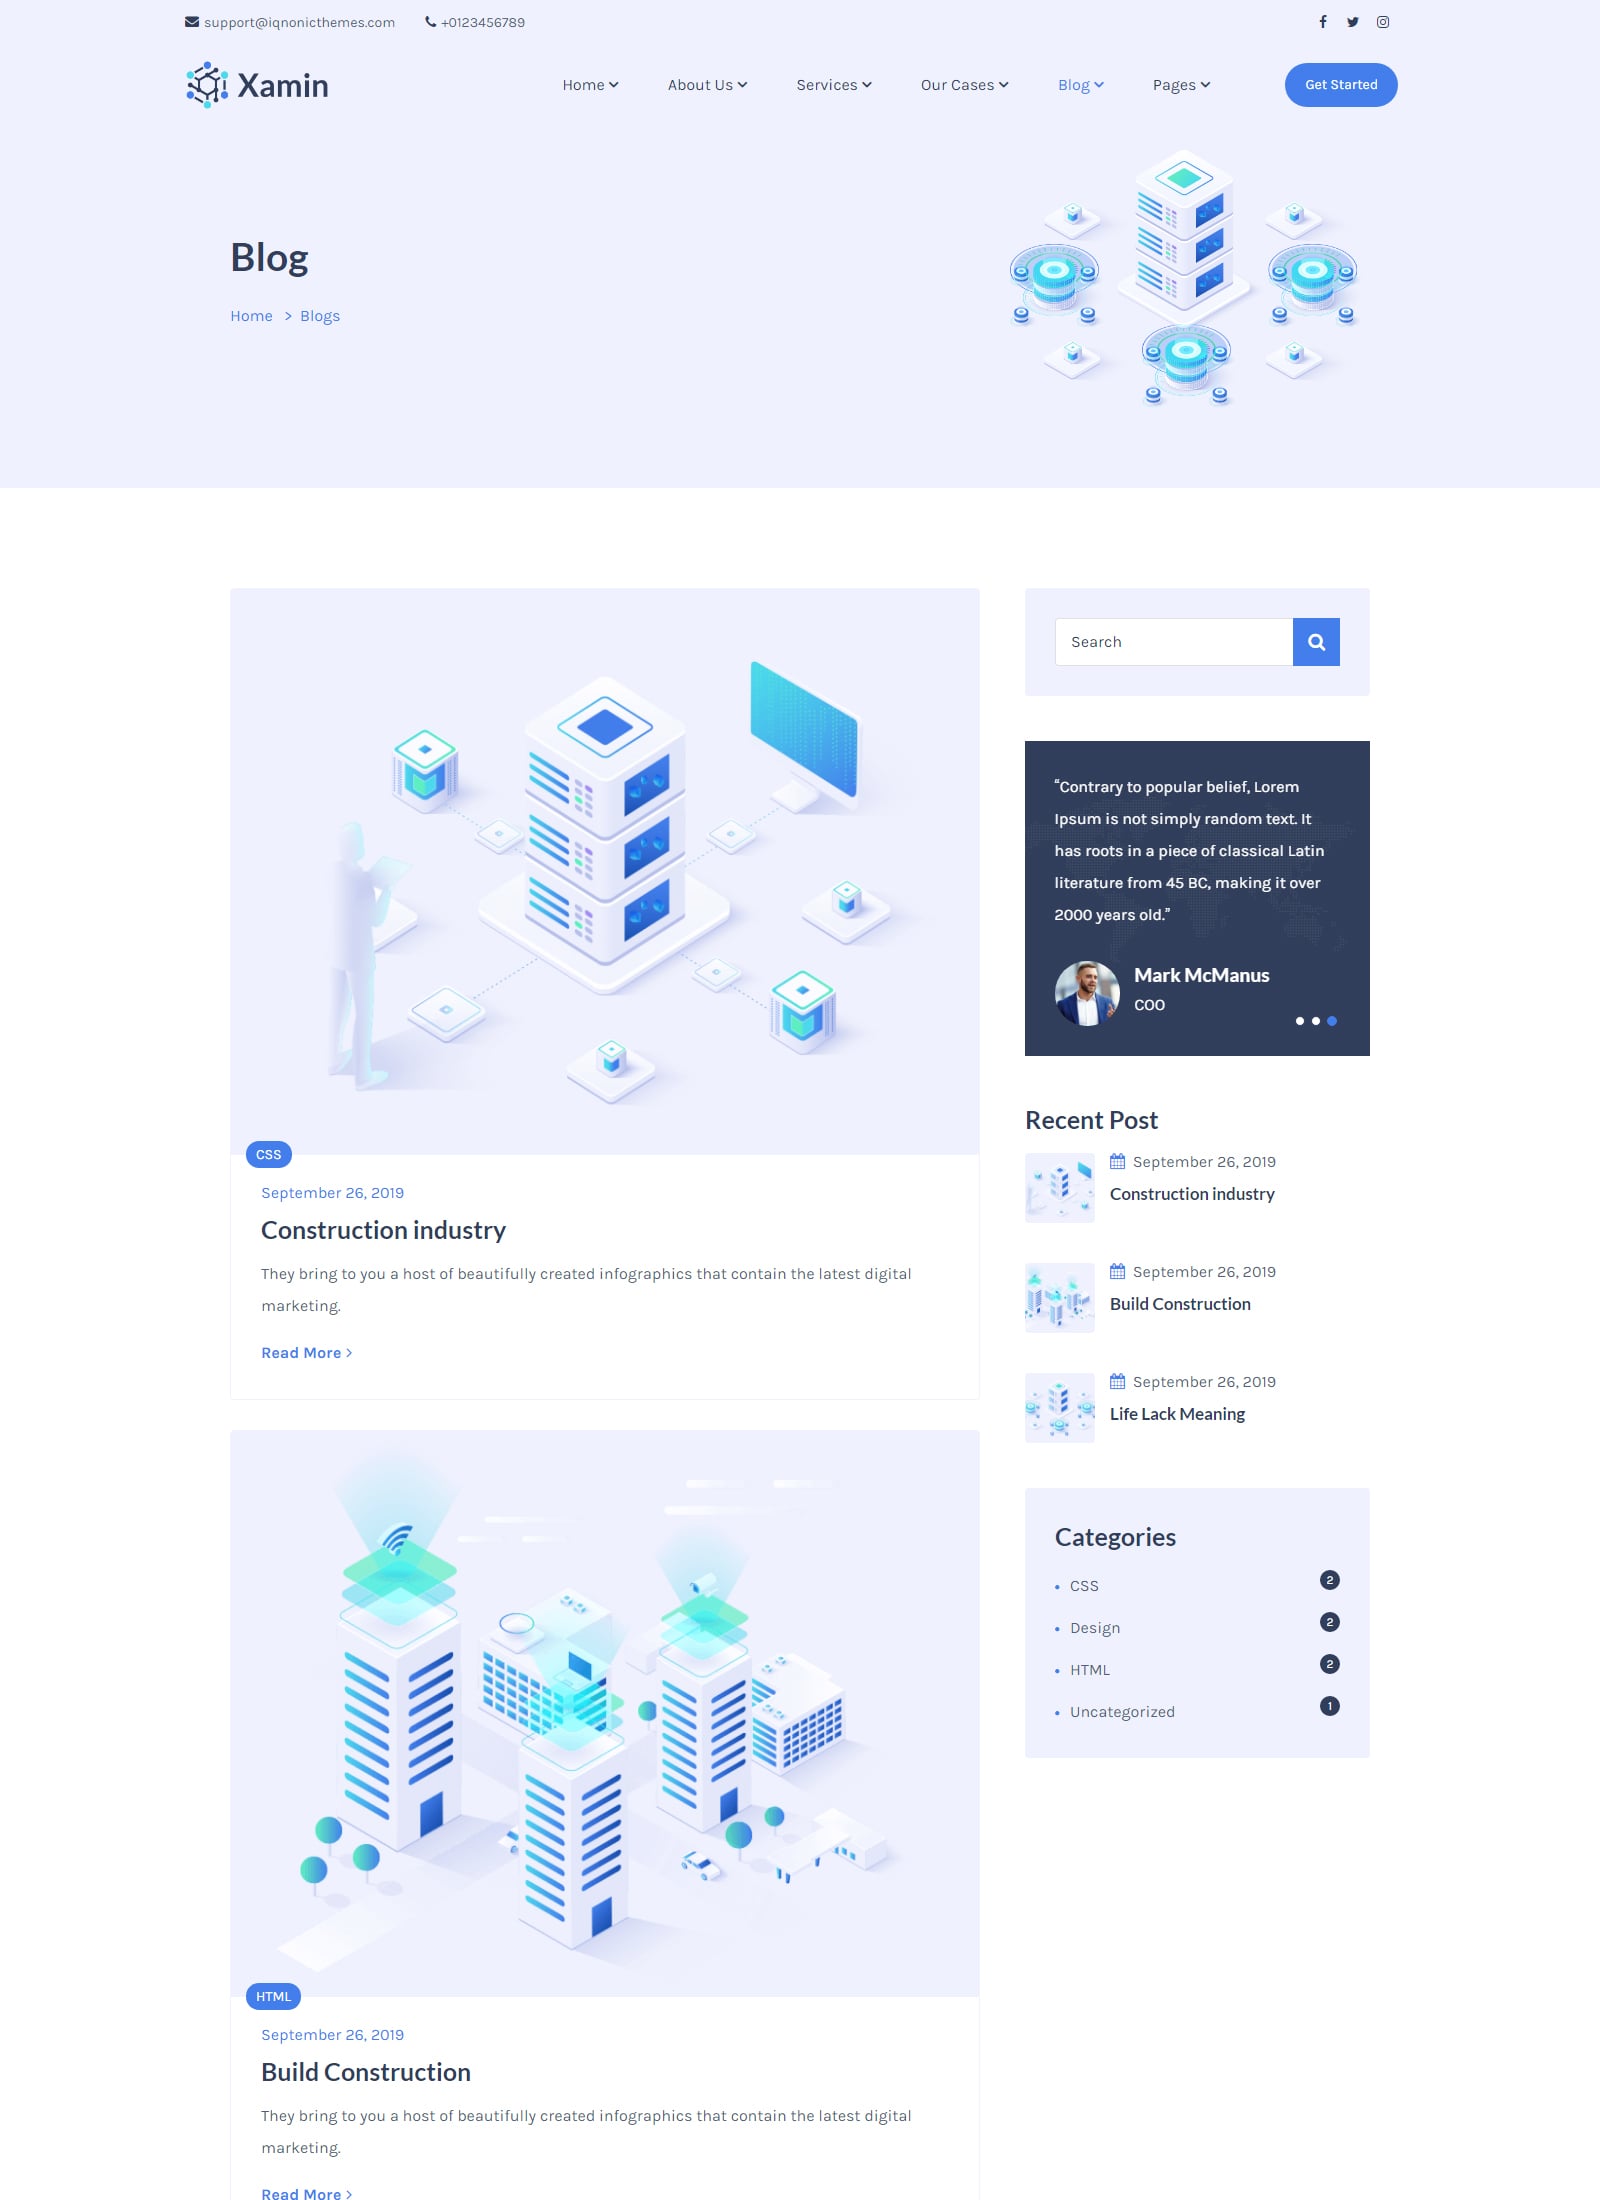 support@iqnonicthemes.com +0123456789
Xamin
Home About Us Services Our Cases Blog Pages Get Started
Blog
Home > Blogs
CSS
September 26, 2019
Construction industry
They bring to you a host of beautifully created infographics that contain the latest digital
marketing.
Read More >
HTML
September 26, 2019
Build Construction
They bring to you a host of beautifully created infographics that contain the latest digital
marketing.
Read More >
Search
“Contrary to popular belief, Lorem
Ipsum is not simply random text. It
has roots in a piece of classical Latin
literature from 45 BC, making it over
2000 years old.”
Mark McManus
COO
Recent Post
September 26, 2019
Construction industry
September 26, 2019
Build Construction
September 26, 2019
Life Lack Meaning
Categories
CSS 2
Design 2
HTML 2
Uncategorized 1